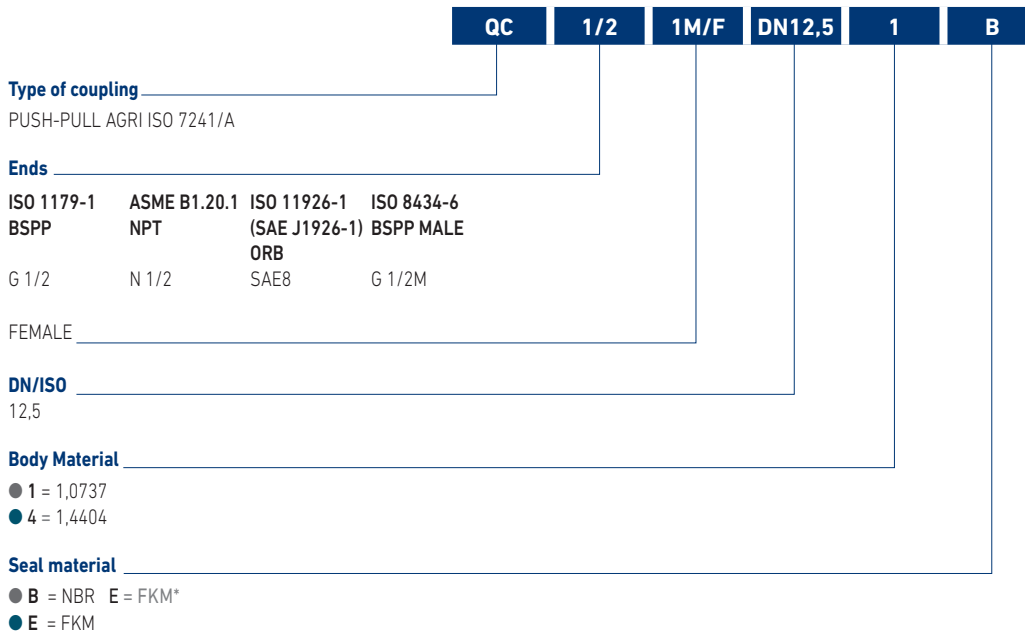 QC 1/2 1M/F DN12,5 1 B
Type of coupling
PUSH-PULL AGRI ISO 7241/A
Ends
ISO 1179-1 ASME B1.20.1 ISO 11926-1 ISO 8434-6
BSPP NPT (SAE J1926-1) BSPP MALE
ORB
G 1/2 N 1/2 SAE8 G 1/2M
FEMALE
DN/ISO
12,5
Body Material
1 = 1,0737
4 = 1,4404
Seal material
B = NBR E = FKM*
E = FKM